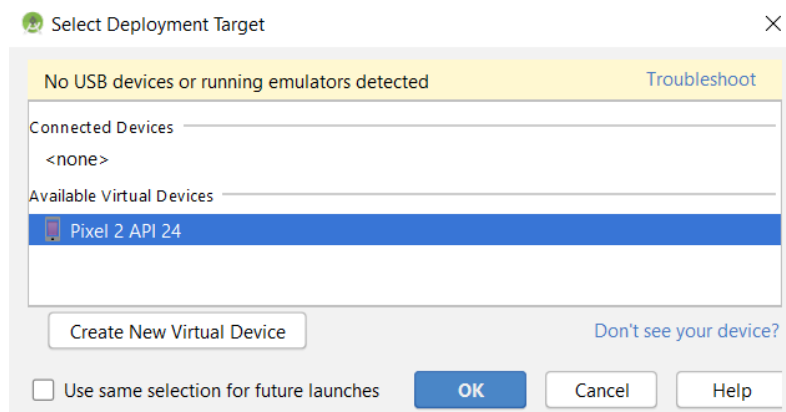 Select Deployment Target
No USB devices or running emulators detected Troubleshoot
Connected Devices
<none>
Available Virtual Devices
Pixel 2 API 24
Create New Virtual Device Don't see your device?
Use same selection for future launches OK Cancel Help